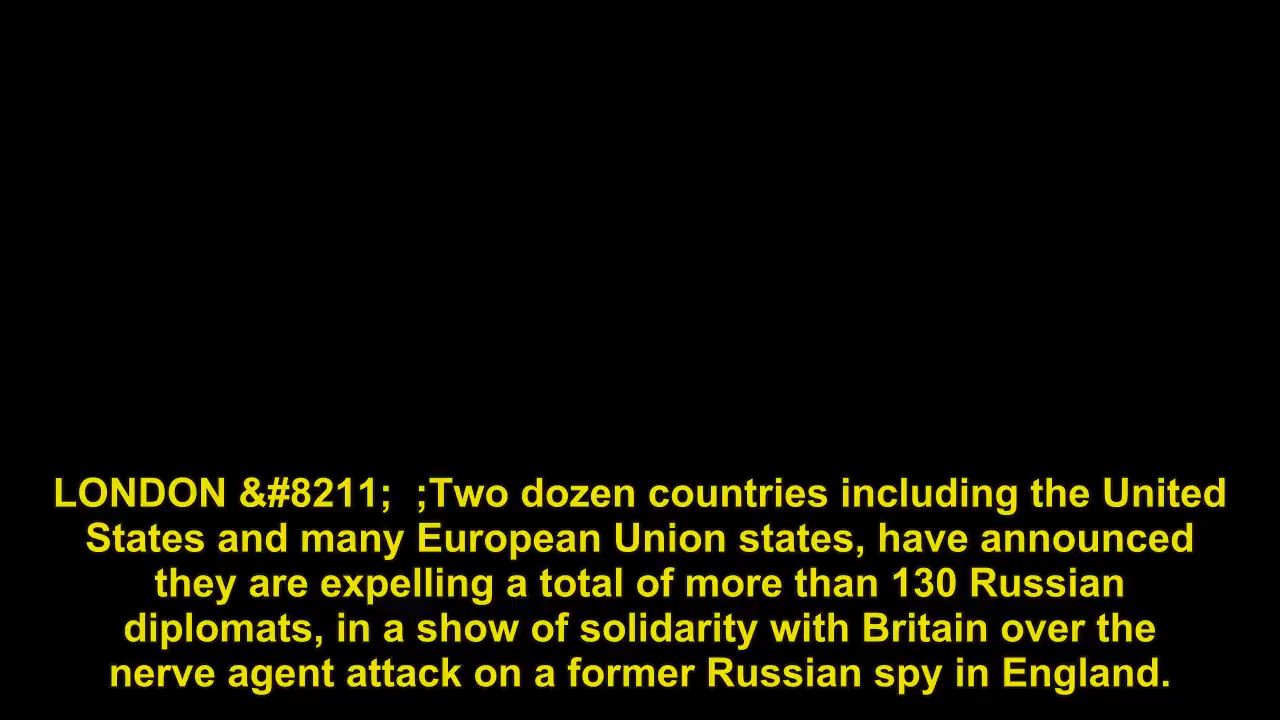 LONDON &#8211;  ;Two dozen countries including the United
States and many European Union states, have announced
they are expelling a total of more than 130 Russian
diplomats, in a show of solidarity with Britain over the
nerve agent attack on a former Russian spy in England.